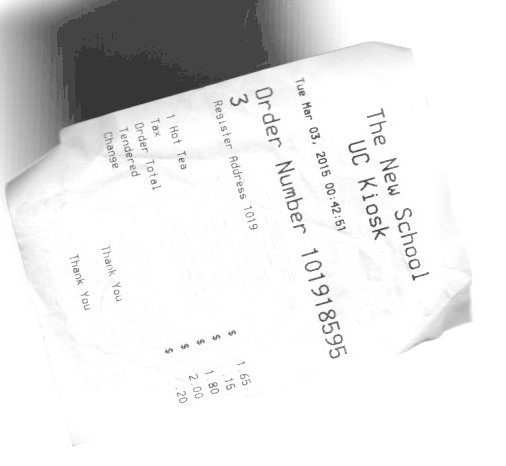 The New School
UC Kiosk
Tue Mar 03, 2015 00:42:51
Order Number 101918595
3
Register Address 1019
1 Hot Tea $ 1.65
Tax $ .15
Order Total $ 1.80
Tendered $ 2.00
Change $ .20
Thank You
Thank You